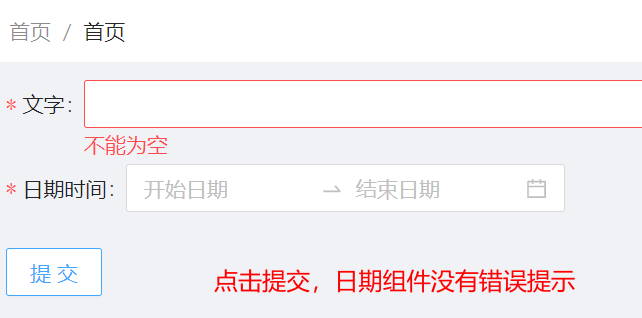 首页 / 首页
* 文字:
不能为空
* 日期时间: 开始日期 → 结束日期
提 交
点击提交，日期组件没有错误提示